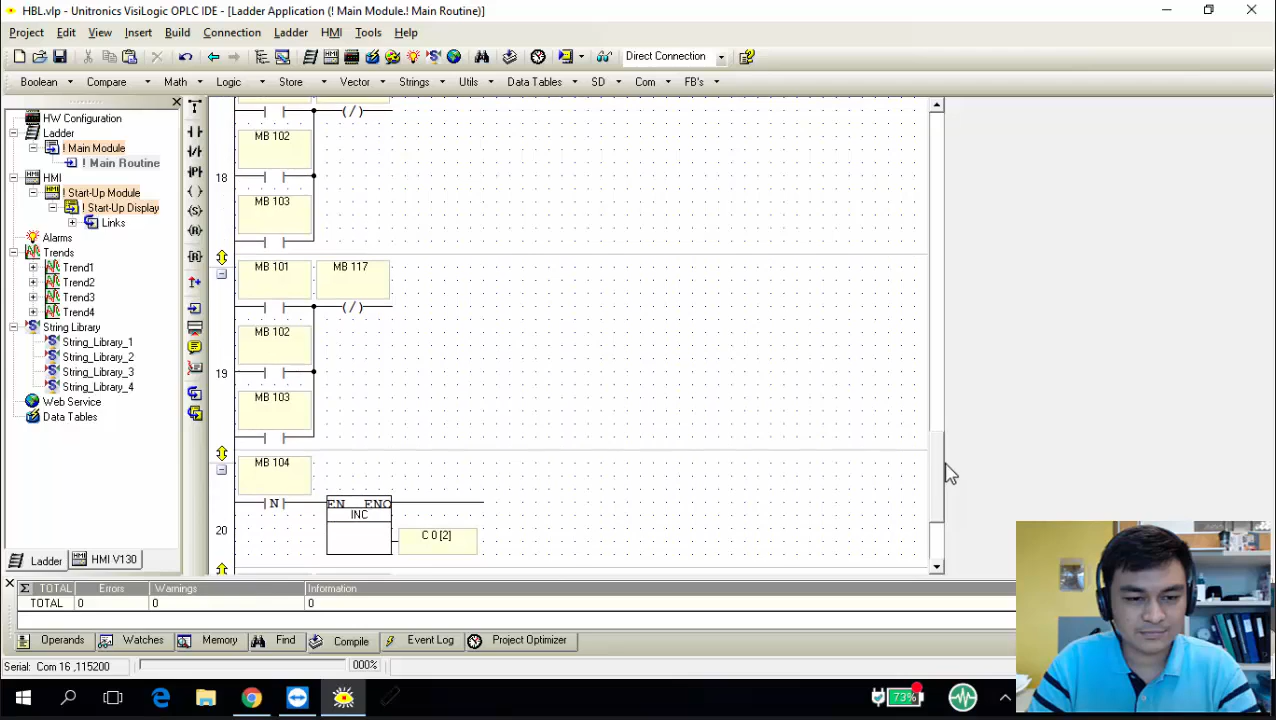 HBL.vlp - Unitronics VisiLogic OPLC IDE - [Ladder Application (! Main Module.! Main Routine)]
Project Edit View Insert Build Connection Ladder HMI Tools Help
Direct Connection
Boolean Compare Math Logic Store Vector Strings Utils Data Tables SD Com FB's
HW Configuration
Ladder
! Main Module
! Main Routine
HMI
! Start-Up Module
! Start-Up Display
Links
Alarms
Trends
Trend1
Trend2
Trend3
Trend4
String Library
String_Library_1
String_Library_2
String_Library_3
String_Library_4
Web Service
Data Tables
Ladder HMI V130
MB 102
18
MB 103
MB 101 MB 117
MB 102
19
MB 103
MB 104
N EN ENO
INC
20 C 0 [2]
TOTAL Errors Warnings Information
TOTAL 0 0 0
Operands Watches Memory Find Compile Event Log Project Optimizer
Serial: Com 16 ,115200 000%
73%